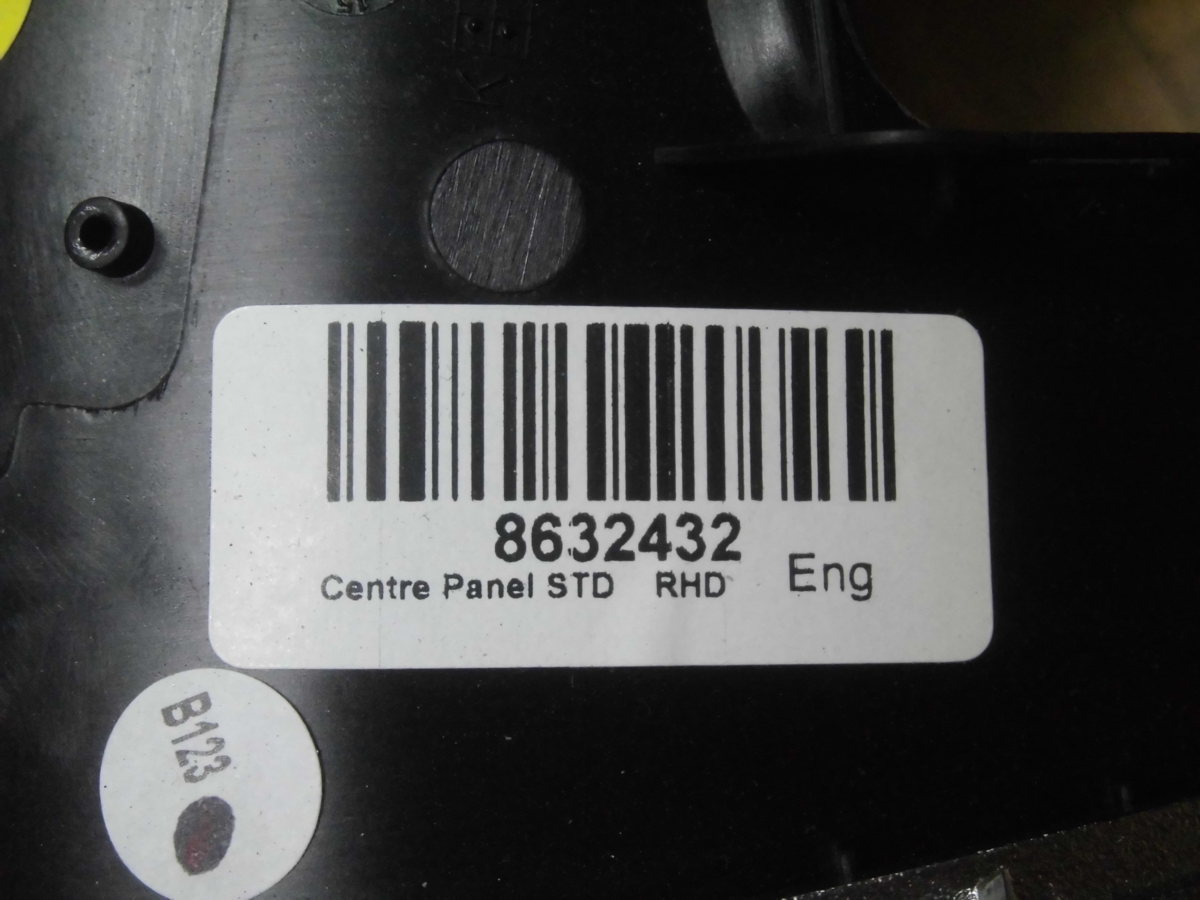 8632432
Centre Panel STD RHD Eng
B123